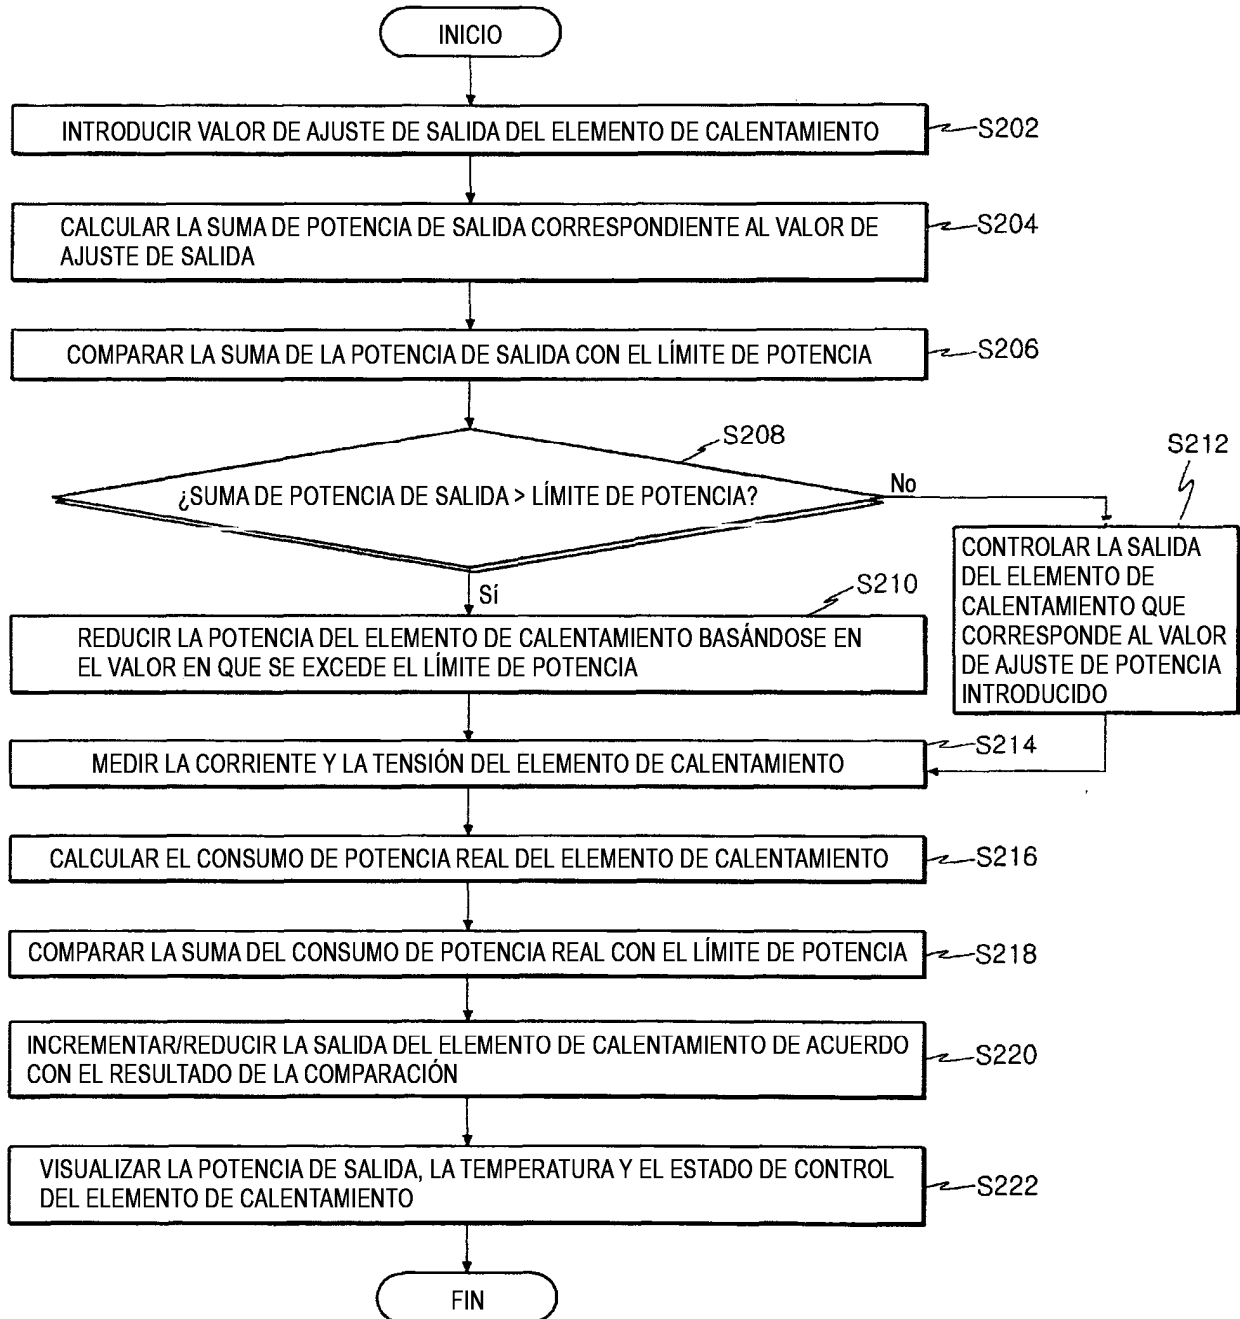 INICIO
INTRODUCIR VALOR DE AJUSTE DE SALIDA DEL ELEMENTO DE CALENTAMIENTO
S202
CALCULAR LA SUMA DE POTENCIA DE SALIDA CORRESPONDIENTE AL VALOR DE
AJUSTE DE SALIDA
S204
COMPARAR LA SUMA DE LA POTENCIA DE SALIDA CON EL LÍMITE DE POTENCIA
S206
S208
¿SUMA DE POTENCIA DE SALIDA > LÍMITE DE POTENCIA?
No
S212
CONTROLAR LA SALIDA
DEL ELEMENTO DE
CALENTAMIENTO QUE
CORRESPONDE AL VALOR
DE AJUSTE DE POTENCIA
INTRODUCIDO
Sí
S210
REDUCIR LA POTENCIA DEL ELEMENTO DE CALENTAMIENTO BASÁNDOSE EN
EL VALOR EN QUE SE EXCEDE EL LÍMITE DE POTENCIA
MEDIR LA CORRIENTE Y LA TENSIÓN DEL ELEMENTO DE CALENTAMIENTO
S214
CALCULAR EL CONSUMO DE POTENCIA REAL DEL ELEMENTO DE CALENTAMIENTO
S216
COMPARAR LA SUMA DEL CONSUMO DE POTENCIA REAL CON EL LÍMITE DE POTENCIA
S218
INCREMENTAR/REDUCIR LA SALIDA DEL ELEMENTO DE CALENTAMIENTO DE ACUERDO
CON EL RESULTADO DE LA COMPARACIÓN
S220
VISUALIZAR LA POTENCIA DE SALIDA, LA TEMPERATURA Y EL ESTADO DE CONTROL
DEL ELEMENTO DE CALENTAMIENTO
S222
FIN